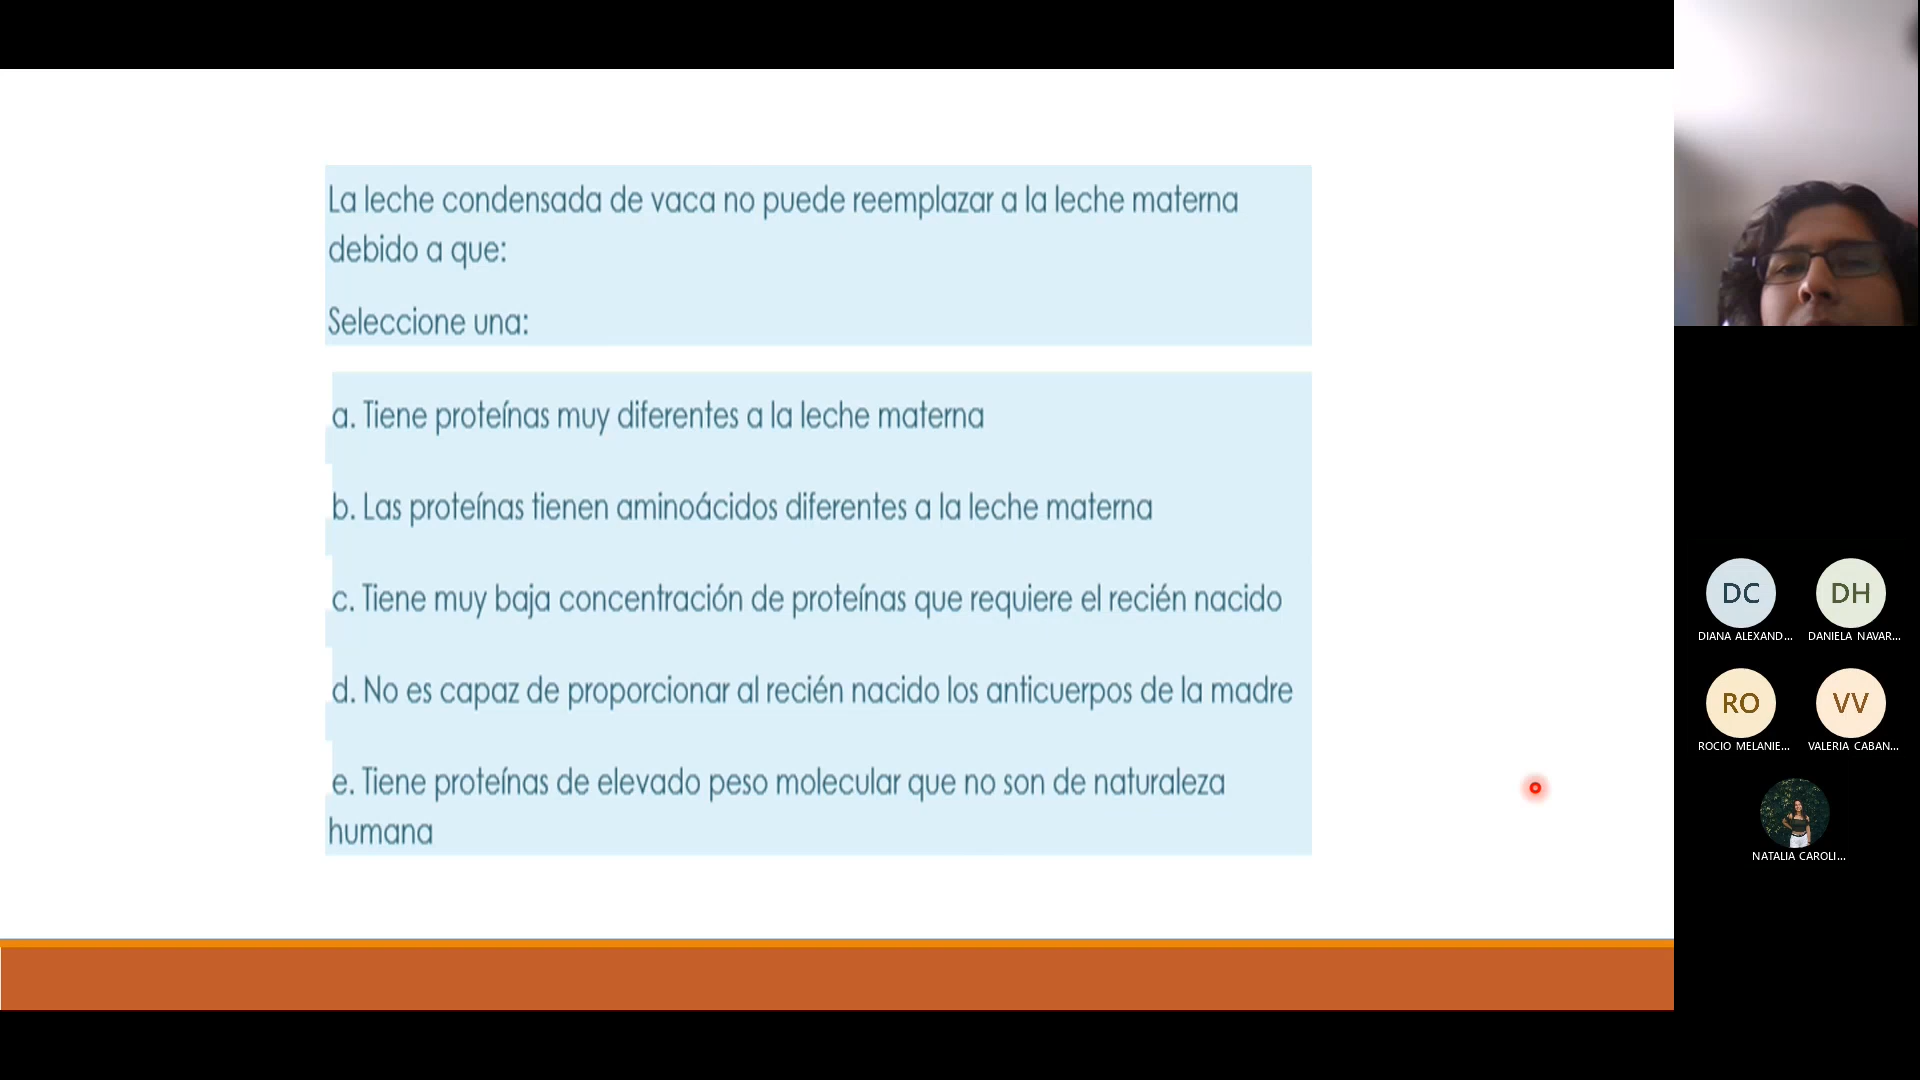 La leche condensada de vaca no puede reemplazar a la leche materna
debido a que:
Seleccione una:
a. Tiene proteínas muy diferentes a la leche materna
b. Las proteínas tienen aminoácidos diferentes a la leche materna
c. Tiene muy baja concentración de proteínas que requiere el recién nacido
d. No es capaz de proporcionar al recién nacido los anticuerpos de la madre
e. Tiene proteínas de elevado peso molecular que no son de naturaleza
humana
DC
DH
DIANA ALEXAND...
DANIELA NAVAR...
RO
VV
ROCIO MELANIE...
VALERIA CABAN...
NATALIA CAROLI...